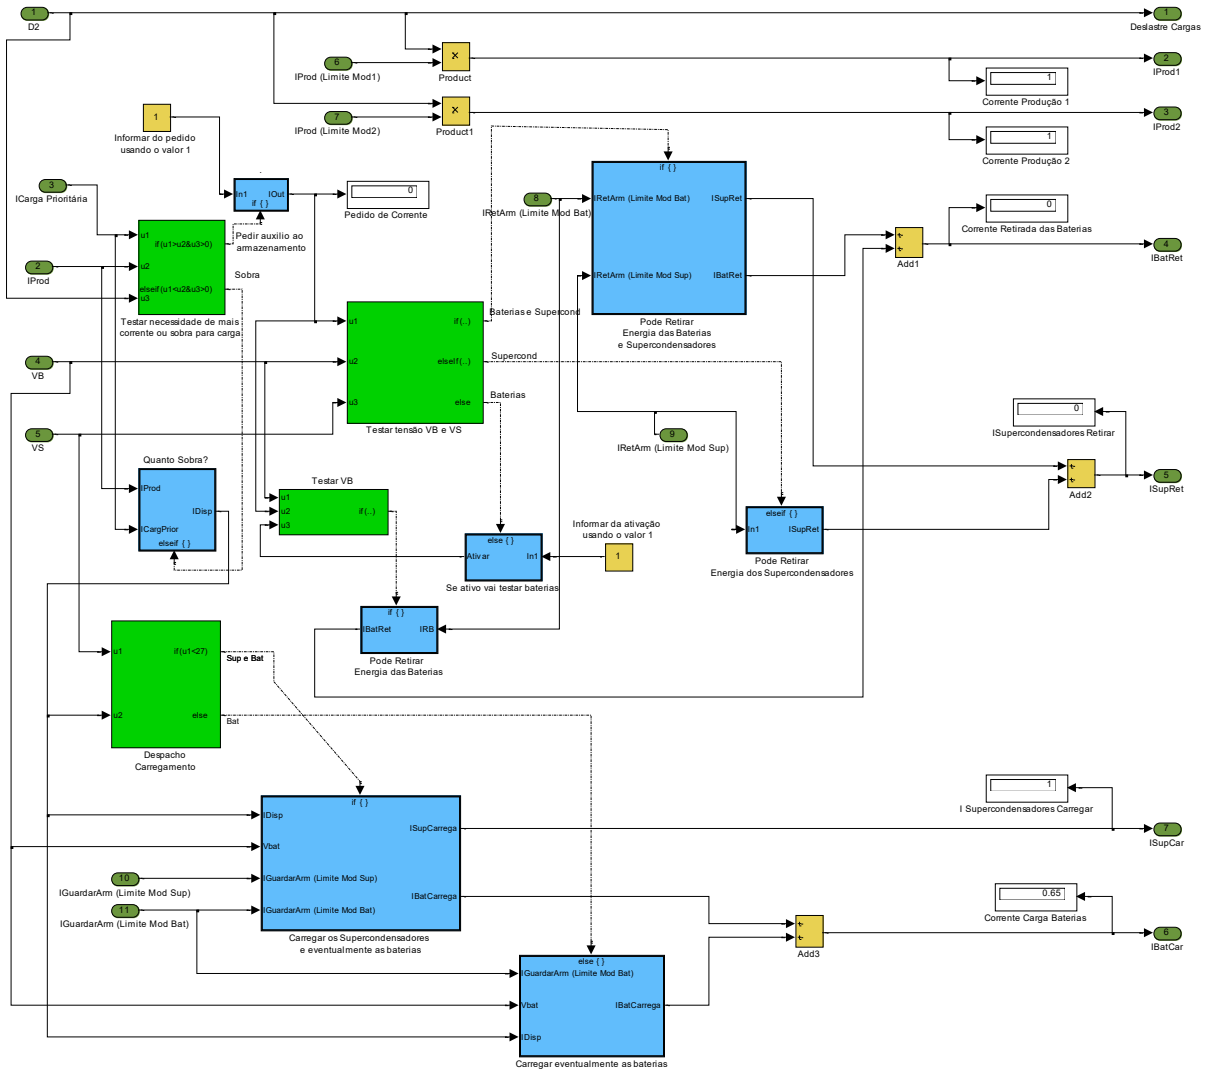 1
D2
1
Deslastre Cargas
6
IProd (Limite Mod1)
×
Product
2
IProd1
1
Corrente Produção 1
7
IProd (Limite Mod2)
×
Product1
3
IProd2
1
Corrente Produção 2
1
Informar do pedido
usando o valor 1
3
ICarga Prioritária
.
In1
IOut
if { }
0
Pedido de Corrente
Pedir auxilio ao
armazenamento
8
IRetArm (Limite Mod Bat)
if { }
IRetArm (Limite Mod Bat)
ISupRet
IRetArm (Limite Mod Sup)
IBatRet
Pode Retirar
Energia das Baterias
e Supercondensadores
0
Corrente Retirada das Baterias
+
+
Add1
4
IBatRet
2
IProd
u1
if(u1>u2&u3>0)
u2
elseif(u1<u2&u3>0)
u3
Testar necessidade de mais
corrente ou sobra para carga
Sobra
4
VB
5
VS
u1
if(..)
u2
elseif(..)
u3
else
Testar tensão VB e VS
Baterias e Supercond
Supercond
Baterias
9
IRetArm (Limite Mod Sup)
0
ISupercondensadores Retirar
+
+
Add2
5
ISupRet
Quanto Sobra?
IProd
IDisp
ICargPrior
elseif { }
Testar VB
u1
u2
if(..)
u3
else { }
Ativar
In1
Se ativo vai testar baterias
Informar da ativação
usando o valor 1
1
elseif { }
In1
ISupRet
Pode Retirar
Energia dos Supercondensadores
if { }
IBatRet
IRB
Pode Retirar
Energia das Baterias
u1
if(u1<27)
u2
else
Despacho
Carregamento
Sup e Bat
Bat
if { }
IDisp
ISupCarrega
Vbat
IGuardarArm (Limite Mod Sup)
IBatCarrega
IGuardarArm (Limite Mod Bat)
Carregar os Supercondensadores
e eventualmente as baterias
10
IGuardarArm (Limite Mod Sup)
11
IGuardarArm (Limite Mod Bat)
1
I Supercondensadores Carregar
7
ISupCar
0.65
Corrente Carga Baterias
+
+
Add3
6
IBatCar
else { }
IGuardarArm (Limite Mod Bat)
Vbat
IBatCarrega
IDisp
Carregar eventualmente as baterias